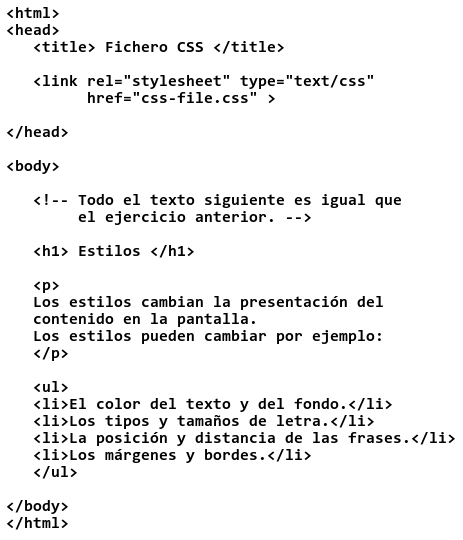 <html>
<head>
<title> Fichero CSS </title>
<link rel="stylesheet" type="text/css"
href="css-file.css" >
</head>
<body>
<!-- Todo el texto siguiente es igual que
el ejercicio anterior. -->
<h1> Estilos </h1>
<p>
Los estilos cambian la presentación del
contenido en la pantalla.
Los estilos pueden cambiar por ejemplo:
</p>
<ul>
<li>El color del texto y del fondo.</li>
<li>Los tipos y tamaños de letra.</li>
<li>La posición y distancia de las frases.</li>
<li>Los márgenes y bordes.</li>
</ul>
</body>
</html>